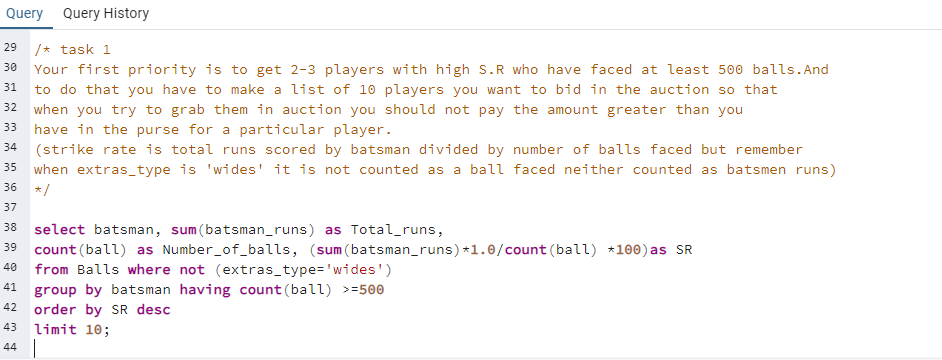 Query Query History
29 /* task 1
30 Your first priority is to get 2-3 players with high S.R who have faced at least 500 balls.And
31 to do that you have to make a list of 10 players you want to bid in the auction so that
32 when you try to grab them in auction you should not pay the amount greater than you
33 have in the purse for a particular player.
34 (strike rate is total runs scored by batsman divided by number of balls faced but remember
35 when extras_type is 'wides' it is not counted as a ball faced neither counted as batsmen runs)
36 */
37
38 select batsman, sum(batsman_runs) as Total_runs,
39 count(ball) as Number_of_balls, (sum(batsman_runs)*1.0/count(ball) *100)as SR
40 from Balls where not (extras_type='wides')
41 group by batsman having count(ball) >=500
42 order by SR desc
43 limit 10;
44